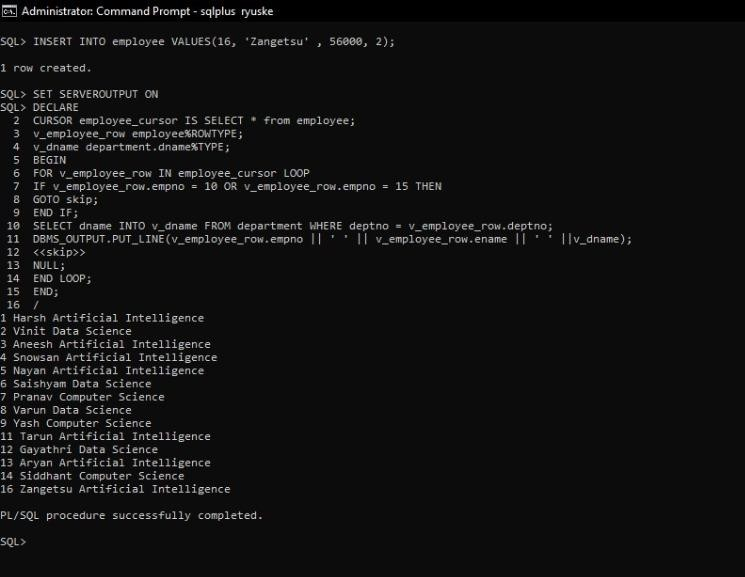 Administrator: Command Prompt - sqlplus ryuske
SQL> INSERT INTO employee VALUES(16, 'Zangetsu' , 56000, 2);
1 row created.
SQL> SET SERVEROUTPUT ON
SQL> DECLARE
2 CURSOR employee_cursor IS SELECT * from employee;
3 v_employee_row employee%ROWTYPE;
4 v_dname department.dname%TYPE;
5 BEGIN
6 FOR v_employee_row IN employee_cursor LOOP
7 IF v_employee_row.empno = 10 OR v_employee_row.empno = 15 THEN
8 GOTO skip;
9 END IF;
10 SELECT dname INTO v_dname FROM department WHERE deptno = v_employee_row.deptno;
11 DBMS_OUTPUT.PUT_LINE(v_employee_row.empno || ' ' || v_employee_row.ename || ' ' ||v_dname);
12 <<skip>>
13 NULL;
14 END LOOP;
15 END;
16 /
1 Harsh Artificial Intelligence
2 Vinit Data Science
3 Aneesh Artificial Intelligence
4 Snowsan Artificial Intelligence
5 Nayan Artificial Intelligence
6 Saishyam Data Science
7 Pranav Computer Science
8 Varun Data Science
9 Yash Computer Science
11 Tarun Artificial Intelligence
12 Gayathri Data Science
13 Aryan Artificial Intelligence
14 Siddhant Computer Science
16 Zangetsu Artificial Intelligence
PL/SQL procedure successfully completed.
SQL>